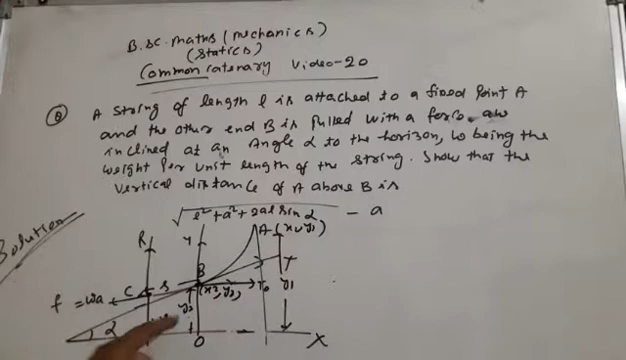 B.Sc. maths (mechanics)
(statics)
Common Catenary Video-20
Q A string of length l is attached to a fixed point A
and the other end B is pulled with a force aw
inclined at an Angle α to the horizon, w being the
weight per unit length of the string. Show that the
vertical distance of A above B is
√l²+a²+2al sin α - a
Solution
R Y A(x1,y1)
C s B T
f = wa (x2,y2) T0 y1
y2
α O X